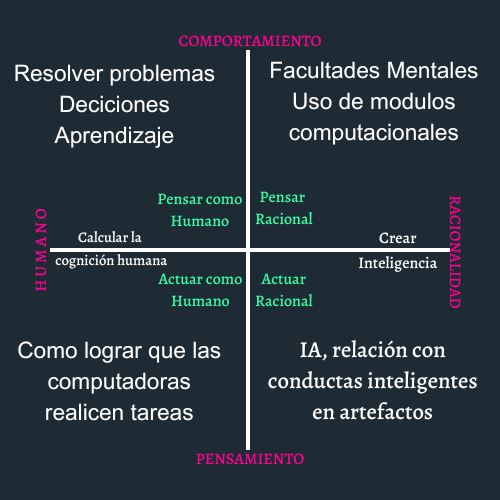 COMPORTAMIENTO
Resolver problemas
Deciciones
Aprendizaje
Facultades Mentales
Uso de modulos
computacionales
Pensar como
Humano
Pensar
Racional
HUMANO
Calcular la
cognición humana
Crear
Inteligencia
RACIONALIDAD
Actuar como
Humano
Actuar
Racional
Como lograr que las
computadoras
realicen tareas
IA, relación con
conductas inteligentes
en artefactos
PENSAMIENTO